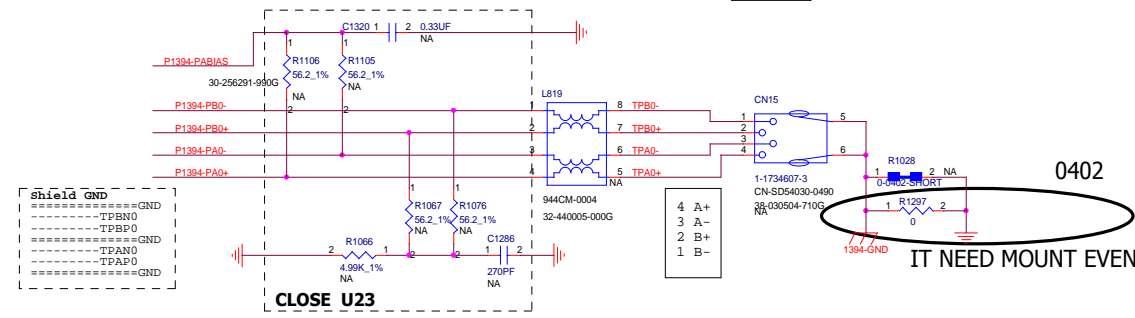 C1320 1 2 0.33UF
NA
P1394-PABIAS
1 1
R1106 R1105
56.2_1% 56.2_1%
30-256291-990G
NA NA
2 2
P1394-PB0-
P1394-PB0+
P1394-PA0-
P1394-PA0+
L819
1 8 TPB0-
2 7 TPB0+
3 6 TPA0-
4 5 TPA0+
NA
944CM-0004
32-440005-000G
CN15
1 5
2
3
4 6
1-1734607-3
CN-SD54030-0490
38-030504-710G
NA
R1028
1 2 NA
0-0402-SHORT
0402
R1297
1 2
0
1394-GND
IT NEED MOUNT EVEN
Shield GND
==============GND
--------TPBN0
--------TPBP0
==============GND
--------TPAN0
--------TPAP0
==============GND
1 1
R1067 R1076
56.2_1% 56.2_1%
NA NA
2 2
R1066
2 1
4.99K_1%
NA
C1286
1 2
270PF
NA
CLOSE U23
4 A+
3 A-
2 B+
1 B-